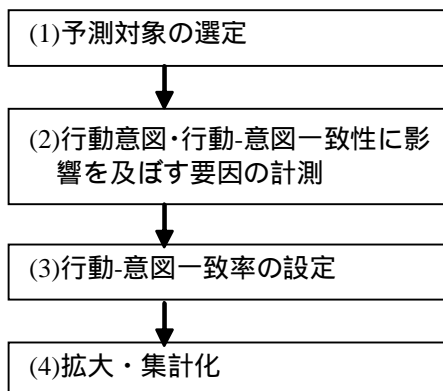 (1)予測対象の選定
(2)行動意図・行動-意図一致性に影
響を及ぼす要因の計測
(3)行動-意図一致率の設定
(4)拡大・集計化